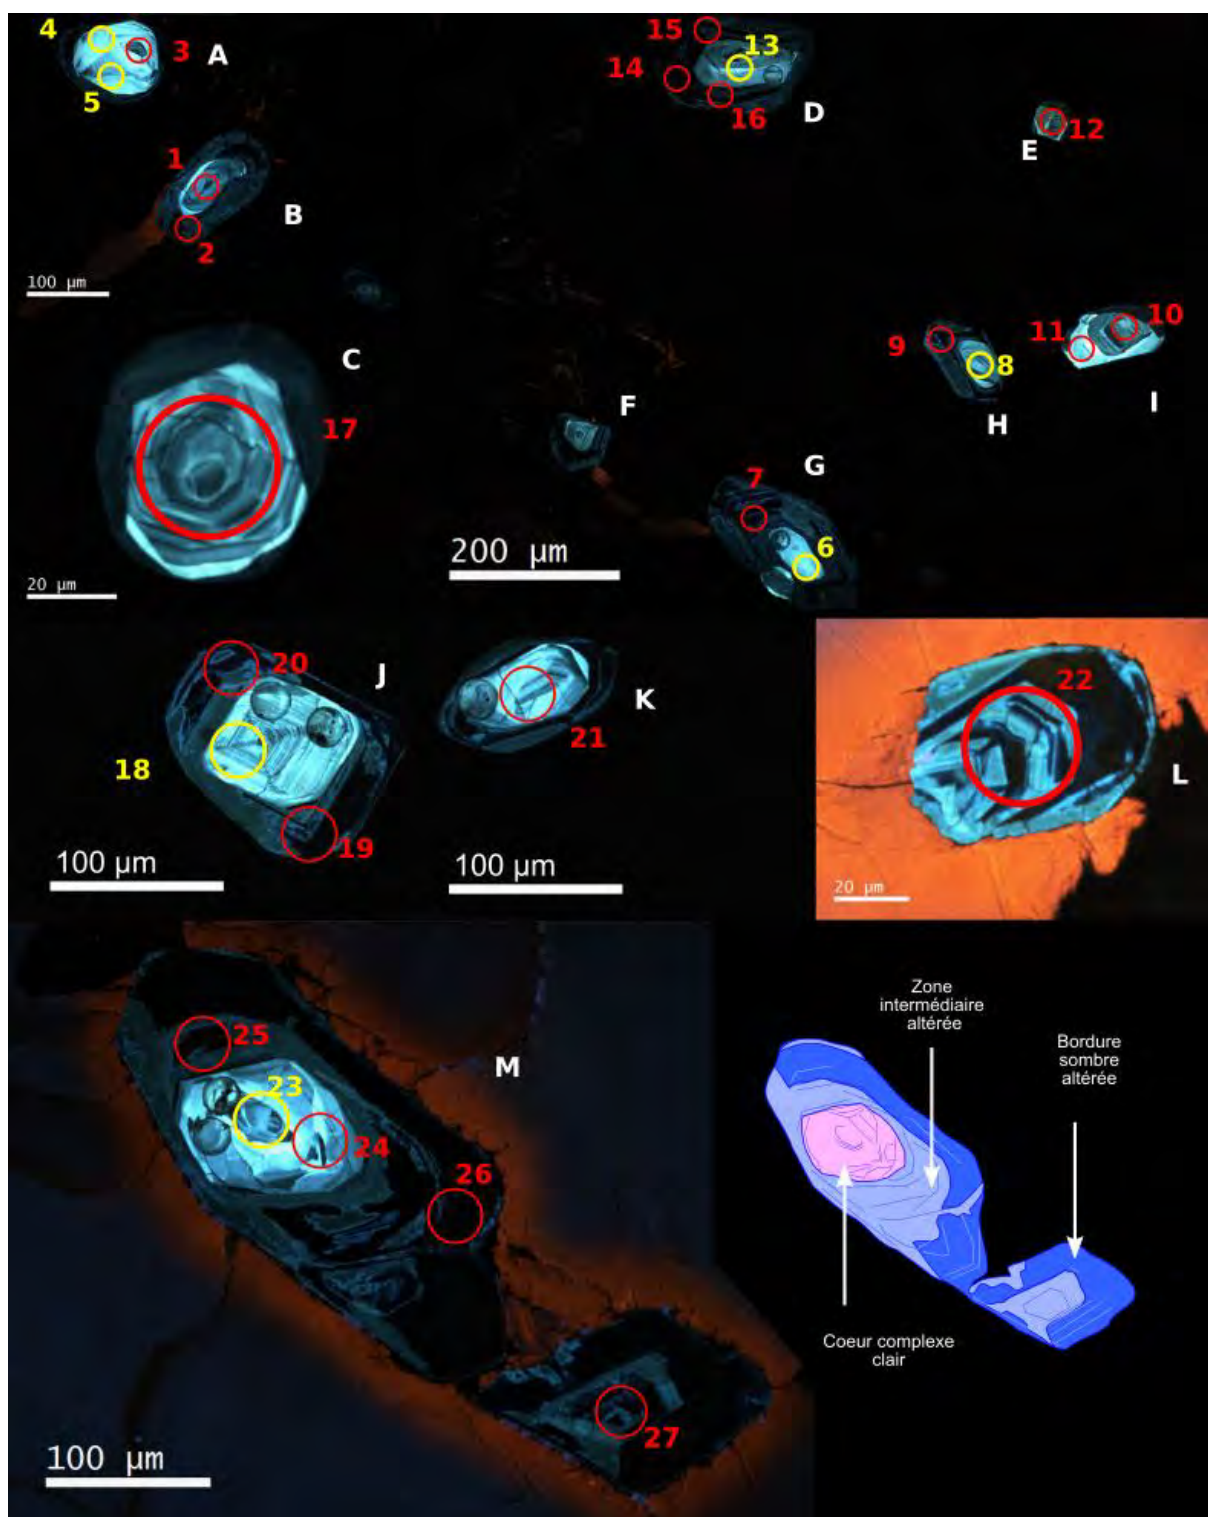 4
3
A
5
1
B
2
100 µm
15
13
14
16
D
12
E
C
17
20 µm
F
9
8
H
11
10
I
G
7
6
200 µm
20
J
18
19
100 µm
K
21
100 µm
22
L
20 µm
25
23
M
24
26
27
100 µm
Zone
intermédiaire
altérée
Bordure
sombre
altérée
Coeur complexe
clair